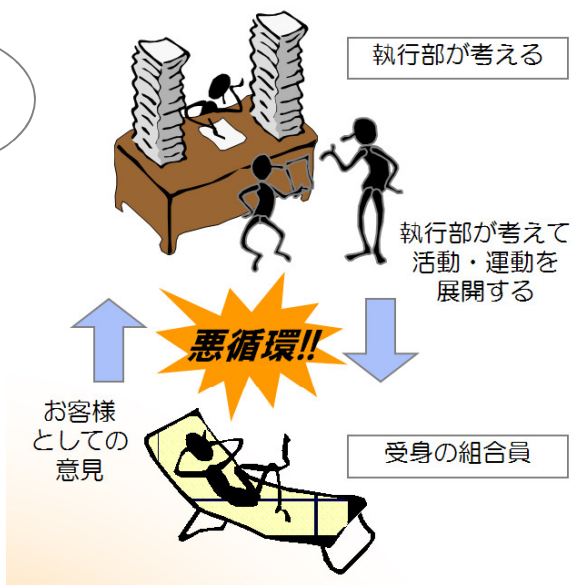 執行部が考える
執行部が考えて
活動・運動を
展開する
悪循環!!
お客様
としての
意見
受身の組合員